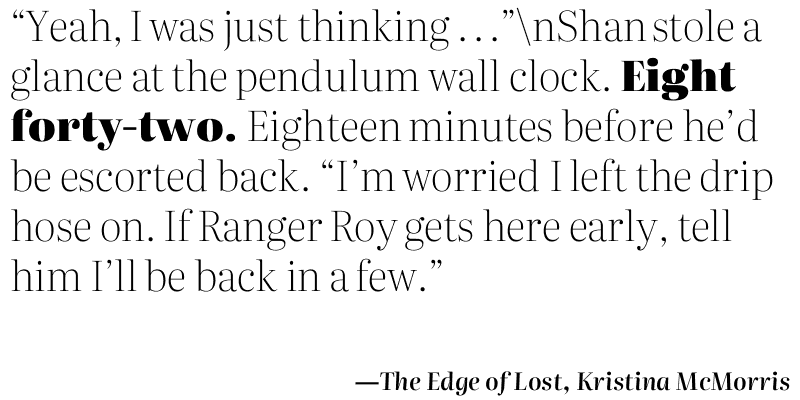 “Yeah, I was just thinking . . .”\nShan stole a
glance at the pendulum wall clock. Eight
forty-two. Eighteen minutes before he’d
be escorted back. “I’m worried I left the drip
hose on. If Ranger Roy gets here early, tell
him I’ll be back in a few.”
—The Edge of Lost, Kristina McMorris